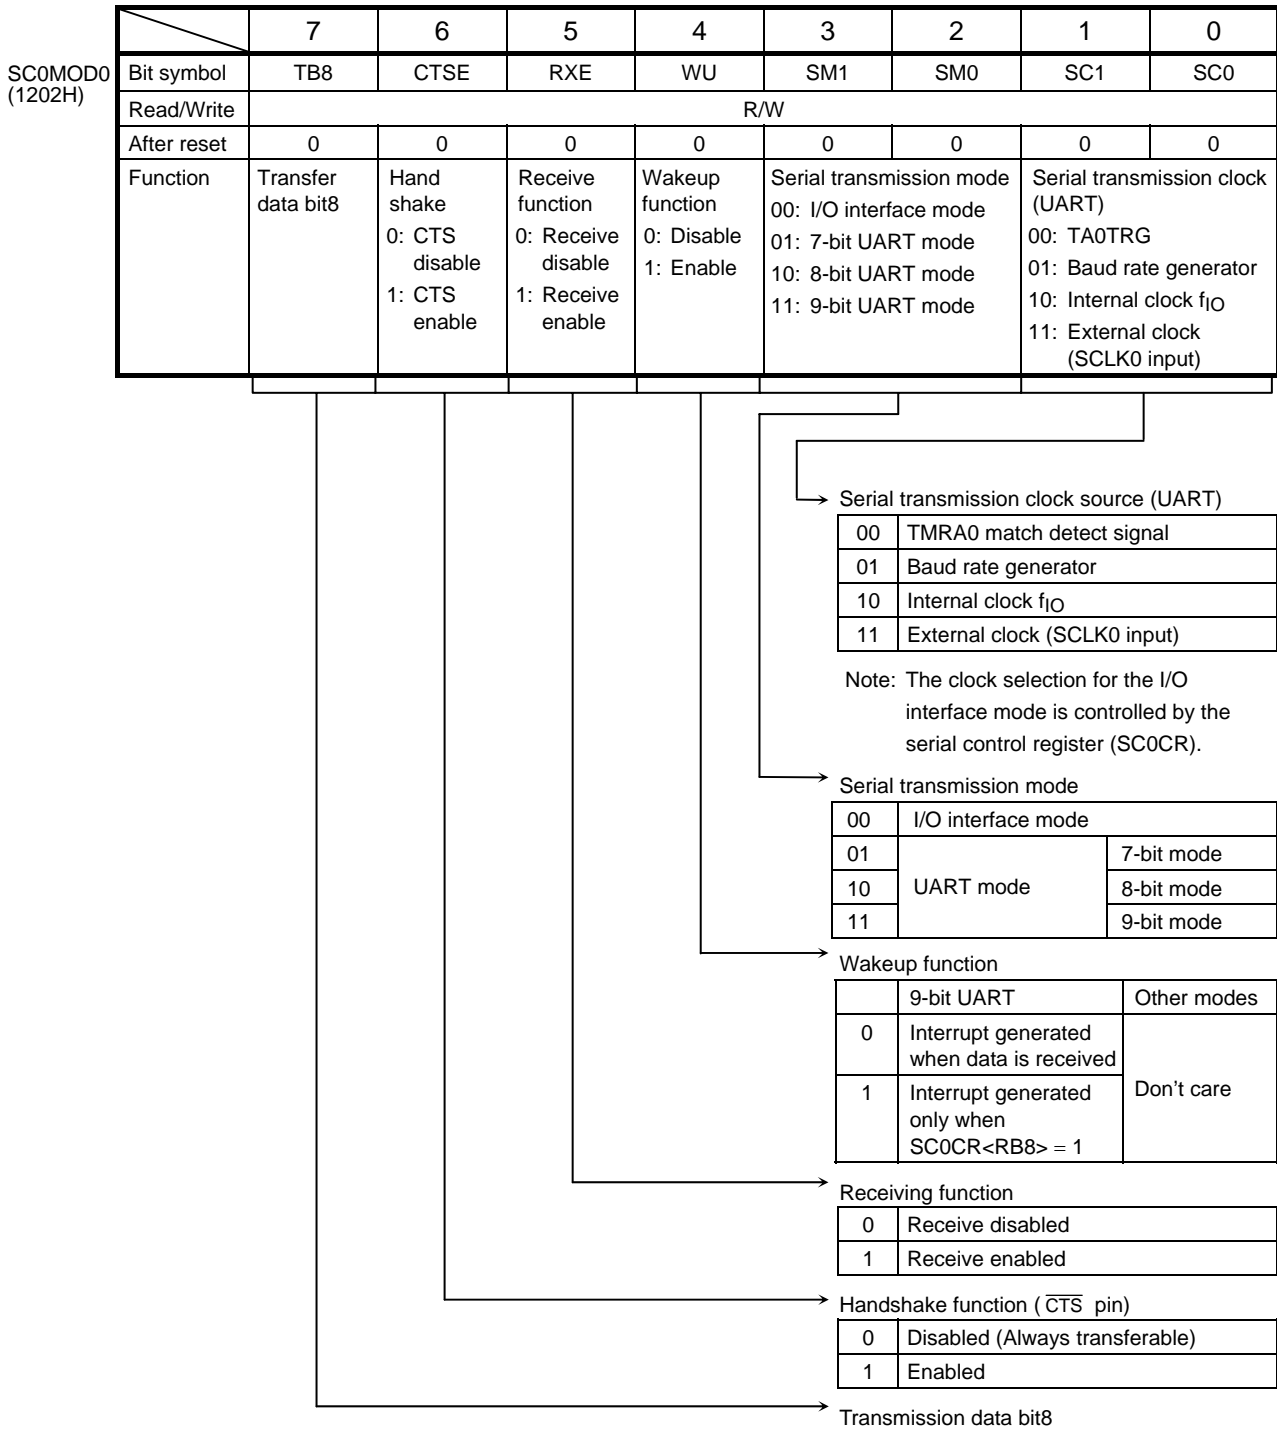 7 6 5 4 3 2 1 0
SC0MOD0 Bit symbol TB8 CTSE RXE WU SM1 SM0 SC1 SC0
(1202H)
Read/Write R/W
After reset 0 0 0 0 0 0 0 0
Function Transfer Hand Receive Wakeup Serial transmission mode Serial transmission clock
data bit8 shake function function 00: I/O interface mode (UART)
0: CTS 0: Receive 0: Disable 01: 7-bit UART mode 00: TA0TRG
disable disable 1: Enable 10: 8-bit UART mode 01: Baud rate generator
1: CTS 1: Receive 11: 9-bit UART mode 10: Internal clock fIO
enable enable 11: External clock
(SCLK0 input)
Serial transmission clock source (UART)
00 TMRA0 match detect signal
01 Baud rate generator
10 Internal clock fIO
11 External clock (SCLK0 input)
Note: The clock selection for the I/O
interface mode is controlled by the
serial control register (SC0CR).
Serial transmission mode
00 I/O interface mode
01 7-bit mode
10 UART mode 8-bit mode
11 9-bit mode
Wakeup function
9-bit UART Other modes
0 Interrupt generated
when data is received
1 Interrupt generated Don't care
only when
SC0CR<RB8> = 1
Receiving function
0 Receive disabled
1 Receive enabled
Handshake function ( C̅T̅S̅ pin)
0 Disabled (Always transferable)
1 Enabled
Transmission data bit8